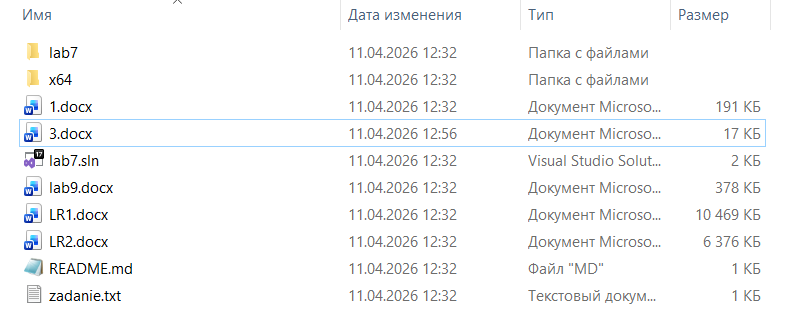 Имя Дата изменения Тип Размер
lab7 11.04.2026 12:32 Папка с файлами
x64 11.04.2026 12:32 Папка с файлами
1.docx 11.04.2026 12:32 Документ Microso... 191 КБ
3.docx 11.04.2026 12:56 Документ Microso... 17 КБ
lab7.sln 11.04.2026 12:32 Visual Studio Solut... 2 КБ
lab9.docx 11.04.2026 12:32 Документ Microso... 378 КБ
LR1.docx 11.04.2026 12:32 Документ Microso... 10 469 КБ
LR2.docx 11.04.2026 12:32 Документ Microso... 6 376 КБ
README.md 11.04.2026 12:32 Файл "MD" 1 КБ
zadanie.txt 11.04.2026 12:32 Текстовый докум... 1 КБ